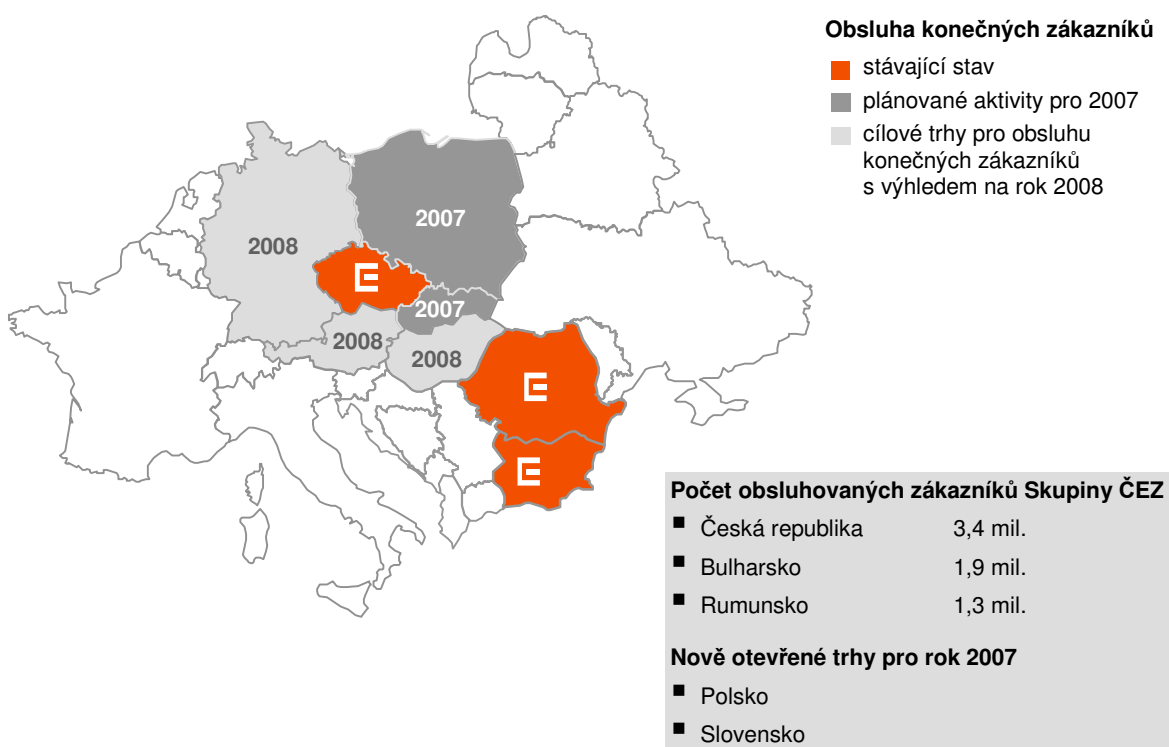 Obsluha konečných zákazníků
stávající stav
plánované aktivity pro 2007
cílové trhy pro obsluhu
konečných zákazníků
s výhledem na rok 2008
2007
2008
2007
2008
2008
Počet obsluhovaných zákazníků Skupiny ČEZ
Česká republika 3,4 mil.
Bulharsko 1,9 mil.
Rumunsko 1,3 mil.
Nově otevřené trhy pro rok 2007
Polsko
Slovensko